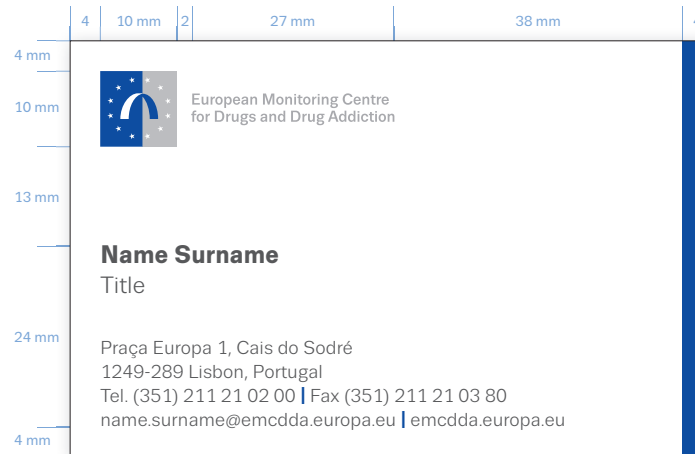 4 10 mm 2 27 mm 38 mm
4 mm
10 mm
European Monitoring Centre
for Drugs and Drug Addiction
13 mm
Name Surname
Title
24 mm
Praça Europa 1, Cais do Sodré
1249-289 Lisbon, Portugal
Tel. (351) 211 21 02 00 | Fax (351) 211 21 03 80
name.surname@emcdda.europa.eu | emcdda.europa.eu
4 mm